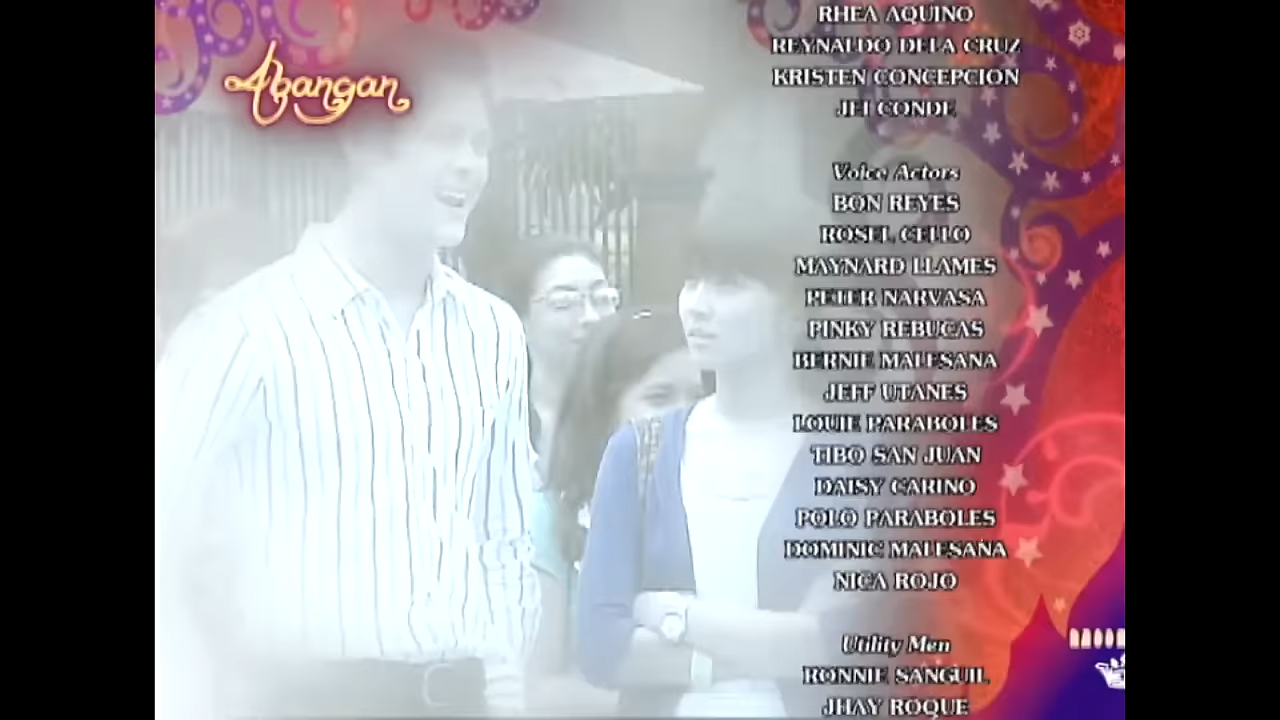 Abangan
RHEA AQUINO
REYNALDO DELA CRUZ
KRISTEN CONCEPCION
JEI CONDE
Voice Actors
BON REYES
ROSEL CELLO
MAYNARD LLAMES
PETER NARVASA
PINKY REBUCAS
BERNIE MALESANA
JEFF UTANES
LOUIE PARABOLES
TIBO SAN JUAN
DAISY CARINO
POLO PARABOLES
DOMINIC MALESANA
NICA ROJO
Utility Men
RONNIE SANGUIL
JHAY ROQUE